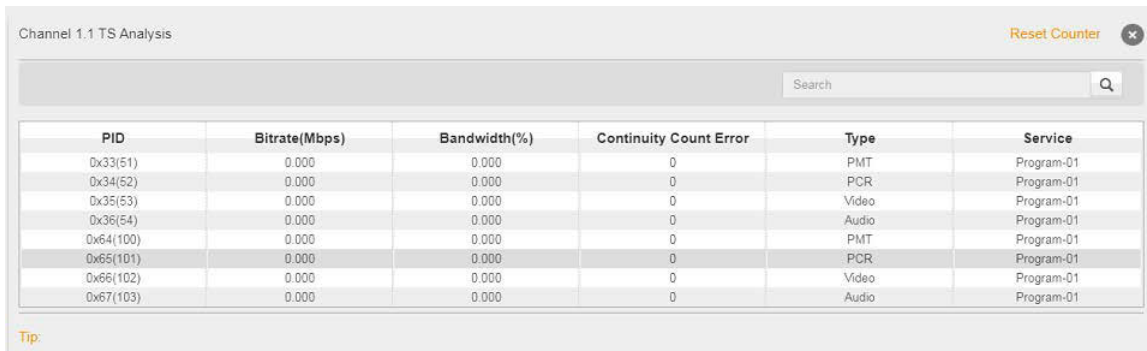 Channel 1.1 TS Analysis Reset Counter
Search
PID Bitrate(Mbps) Bandwidth(%) Continuity Count Error Type Service
0x33(51) 0.000 0.000 0 PMT Program-01
0x34(52) 0.000 0.000 0 PCR Program-01
0x35(53) 0.000 0.000 0 Video Program-01
0x36(54) 0.000 0.000 0 Audio Program-01
0x64(100) 0.000 0.000 0 PMT Program-01
0x65(101) 0.000 0.000 0 PCR Program-01
0x66(102) 0.000 0.000 0 Video Program-01
0x67(103) 0.000 0.000 0 Audio Program-01
Tip: